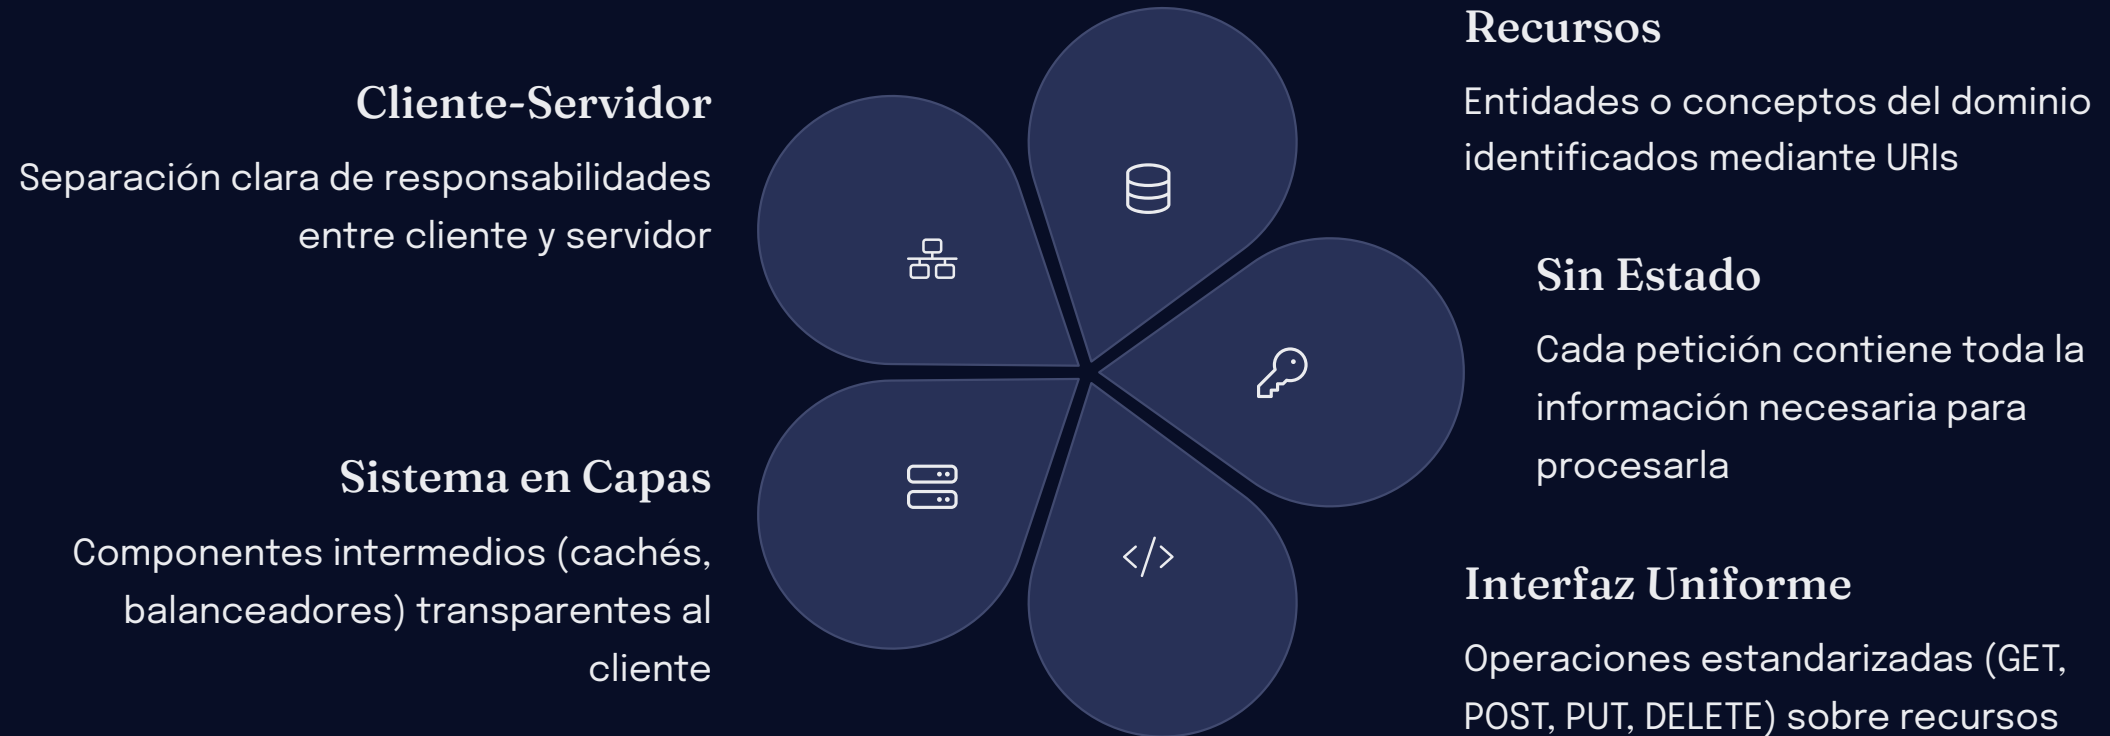 Cliente-Servidor
Separación clara de responsabilidades
entre cliente y servidor
Sistema en Capas
Componentes intermedios (cachés,
balanceadores) transparentes al
cliente
Recursos
Entidades o conceptos del dominio
identificados mediante URIs
Sin Estado
Cada petición contiene toda la
información necesaria para
procesarla
Interfaz Uniforme
Operaciones estandarizadas (GET,
POST, PUT, DELETE) sobre recursos